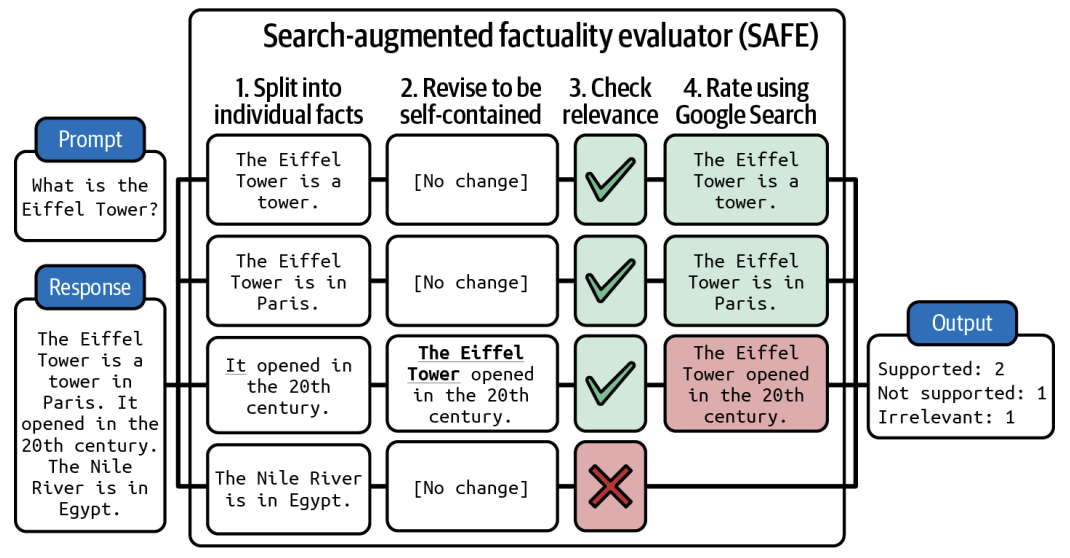 Search-augmented factuality evaluator (SAFE)
1. Split into
individual facts
2. Revise to be
self-contained
3. Check
relevance
4. Rate using
Google Search
Prompt
What is the
Eiffel Tower?
Response
The Eiffel
Tower is a
tower in
Paris. It
opened in the
20th century.
The Nile
River is in
Egypt.
The Eiffel
Tower is a
tower.
[No change]
The Eiffel
Tower is a
tower.
The Eiffel
Tower is in
Paris.
[No change]
The Eiffel
Tower is in
Paris.
It opened in
the 20th
century.
The Eiffel
Tower opened
in the 20th
century.
The Eiffel
Tower opened
in the 20th
century.
The Nile River
is in Egypt.
[No change]
Output
Supported: 2
Not supported: 1
Irrelevant: 1